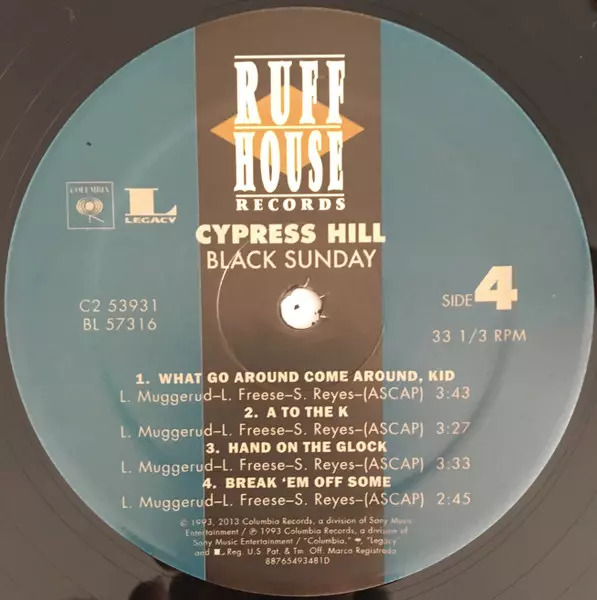 RUFF
HOUSE
RECORDS
COLUMBIA
L
LEGACY
CYPRESS HILL
BLACK SUNDAY
C2 53931
BL 57316
SIDE 4
33 1/3 RPM
1. WHAT GO AROUND COME AROUND, KID
L. Muggerud–L. Freese–S. Reyes–(ASCAP) 3:43
2. A TO THE K
L. Muggerud–L. Freese–S. Reyes–(ASCAP) 3:27
3. HAND ON THE GLOCK
L. Muggerud–L. Freese–S. Reyes–(ASCAP) 3:33
4. BREAK 'EM OFF SOME
L. Muggerud–L. Freese–S. Reyes–(ASCAP) 2:45
© 1993, 2013 Columbia Records, a division of Sony Music
Entertainment / ℗ 1993 Columbia Records, a division of
Sony Music Entertainment / "Columbia," "Legacy"
and L Reg. U.S. Pat. & Tm. Off. Marca Registrada
88765493481D